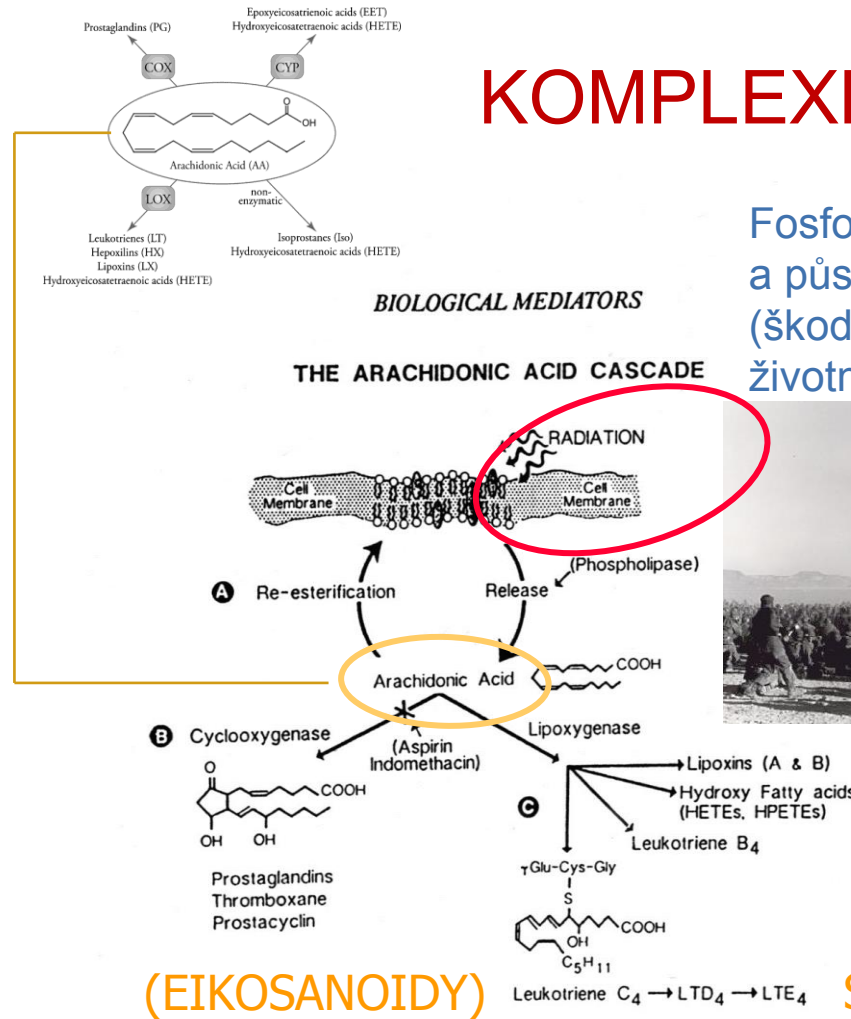 Epoxyeicosatrienoic acids (EET)
Prostaglandins (PG)
Hydroxyeicosatetraenoic acids (HETE)
COX
CYP
O
OH
Arachidonic Acid (AA)
LOX
non-
enzymatic
Leukotrienes (LT)
Hepoxilins (HX)
Lipoxins (LX)
Hydroxyeicosatetraenoic acids (HETE)
Isoprostanes (Iso)
Hydroxyeicosatetraenoic acids (HETE)
KOMPLEXI
Fosfo
a půs
(škod
životn
BIOLOGICAL MEDIATORS
THE ARACHIDONIC ACID CASCADE
RADIATION
Cell
Membrane
Cell
Membrane
(Phospholipase)
A Re-esterification
Release
Arachidonic Acid
COOH
COOH
B Cyclooxygenase
(Aspirin
Indomethacin)
Lipoxygenase
O
COOH
OH OH
Prostaglandins
Thromboxane
Prostacyclin
C
Lipoxins (A & B)
Hydroxy Fatty acids
(HETEs, HPETEs)
Leukotriene B4
γGlu-Cys-Gly
S
COOH
OH
C5H11
(EIKOSANOIDY)
Leukotriene C4 → LTD4 → LTE4
S